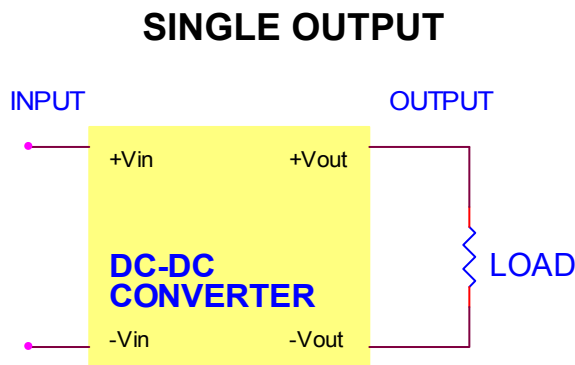 SINGLE OUTPUT
INPUT
OUTPUT
+Vin
+Vout
DC-DC
CONVERTER
LOAD
-Vin
-Vout